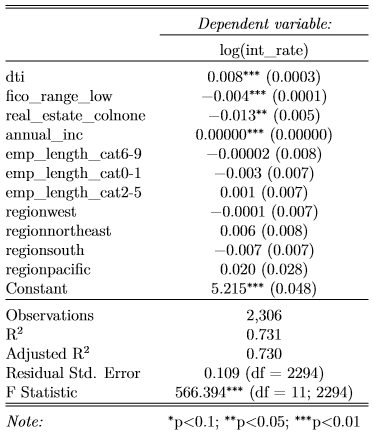 Dependent variable:
log(int_rate)
dti 0.008*** (0.0003)
fico_range_low −0.004*** (0.0001)
real_estate_colnone −0.013** (0.005)
annual_inc 0.00000*** (0.00000)
emp_length_cat6-9 −0.00002 (0.008)
emp_length_cat0-1 −0.003 (0.007)
emp_length_cat2-5 0.001 (0.007)
regionwest −0.0001 (0.007)
regionnortheast 0.006 (0.008)
regionsouth −0.007 (0.007)
regionpacific 0.020 (0.028)
Constant 5.215*** (0.048)
Observations 2,306
R² 0.731
Adjusted R² 0.730
Residual Std. Error 0.109 (df = 2294)
F Statistic 566.394*** (df = 11; 2294)
Note: *p<0.1; **p<0.05; ***p<0.01